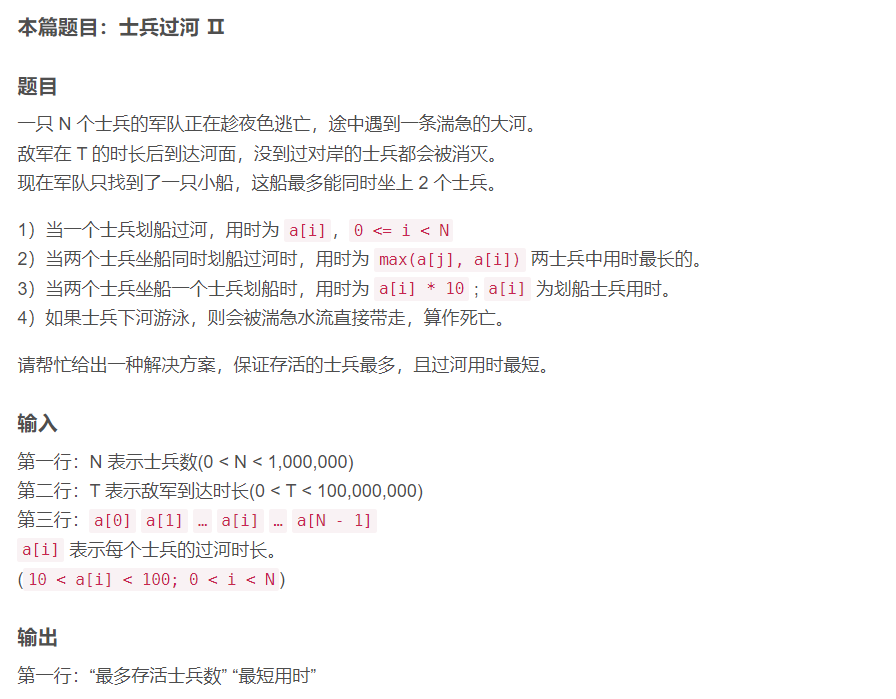 本篇题目：士兵过河 II
题目
一只 N 个士兵的军队正在趁夜色逃亡，途中遇到一条湍急的大河。
敌军在 T 的时长后到达河面，没到过对岸的士兵都会被消灭。
现在军队只找到了一只小船，这船最多能同时坐上 2 个士兵。
1）当一个士兵划船过河，用时为 a[i]，0 <= i < N
2）当两个士兵坐船同时划船过河时，用时为 max(a[j], a[i]) 两士兵中用时最长的。
3）当两个士兵坐船一个士兵划船时，用时为 a[i] * 10；a[i] 为划船士兵用时。
4）如果士兵下河游泳，则会被湍急水流直接带走，算作死亡。
请帮忙给出一种解决方案，保证存活的士兵最多，且过河用时最短。
输入
第一行：N 表示士兵数(0 < N < 1,000,000)
第二行：T 表示敌军到达时长(0 < T < 100,000,000)
第三行：a[0] a[1] … a[i] … a[N - 1]
a[i] 表示每个士兵的过河时长。
(10 < a[i] < 100; 0 < i < N)
输出
第一行：“最多存活士兵数” “最短用时”